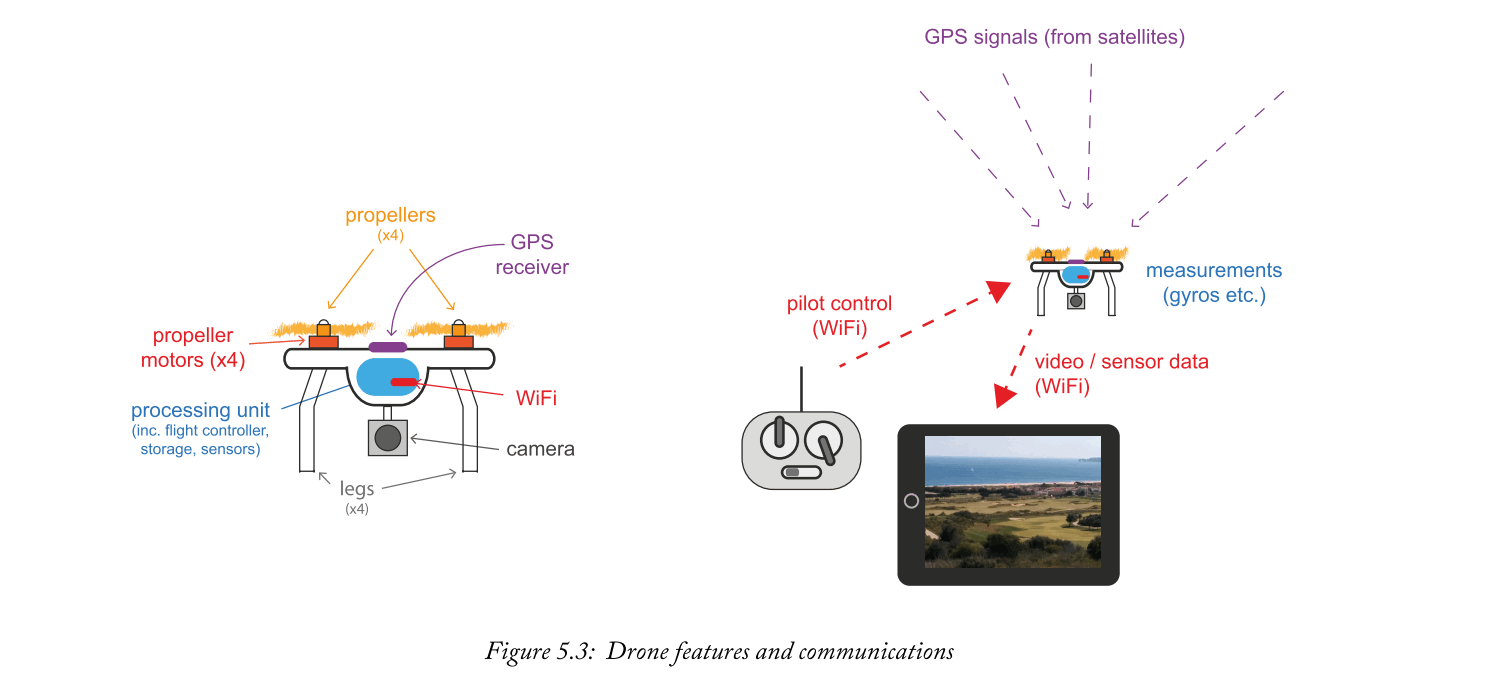 GPS signals (from satellites)
propellers
(x4)
GPS
receiver
propeller
motors (x4)
processing unit
(inc. flight controller,
storage, sensors)
WiFi
camera
legs
(x4)
measurements
(gyros etc.)
pilot control
(WiFi)
video / sensor data
(WiFi)
Figure 5.3: Drone features and communications